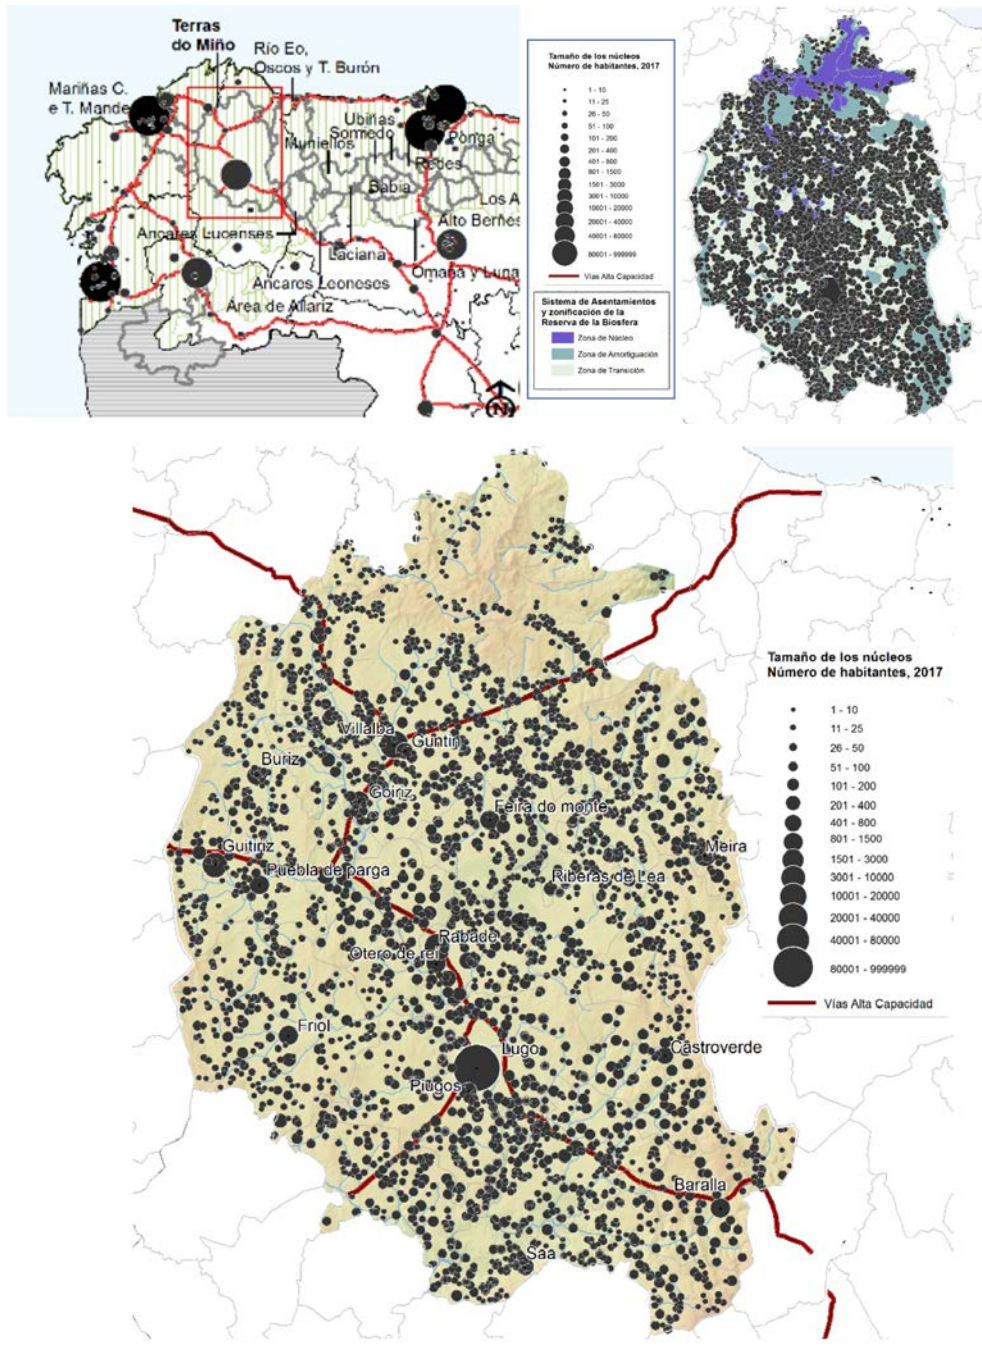 Terras
do Miño
Río Eo,
Oscos y T. Burón
Mariñas C.
e T. Mande
Ubiñas
Somiedo
Ponga
Muniellos
Redes
Babia
Los A
Alto Bernes
Ancares Lucenses
Laciana
Omaña y Luna
Ancares Leoneses
Área de Allariz
N
Tamaño de los núcleos
Número de habitantes, 2017
1 - 10
11 - 25
26 - 50
51 - 100
101 - 200
201 - 400
401 - 800
801 - 1500
1501 - 3000
3001 - 10000
10001 - 20000
20001 - 40000
40001 - 80000
80001 - 999999
Vías Alta Capacidad
Sistema de Asentamientos
y zonificación de la
Reserva de la Biosfera
Zona de Núcleo
Zona de Amortiguación
Zona de Transición
Villalba
Guntín
Buriz
Goiriz
Feira do monte
Guitiriz
Meira
Puebla de parga
Riberas de Lea
Rábade
Otero de rei
Friol
Lugo
Castroverde
Piugos
Baralla
Saa
Tamaño de los núcleos
Número de habitantes, 2017
1 - 10
11 - 25
26 - 50
51 - 100
101 - 200
201 - 400
401 - 800
801 - 1500
1501 - 3000
3001 - 10000
10001 - 20000
20001 - 40000
40001 - 80000
80001 - 999999
Vías Alta Capacidad